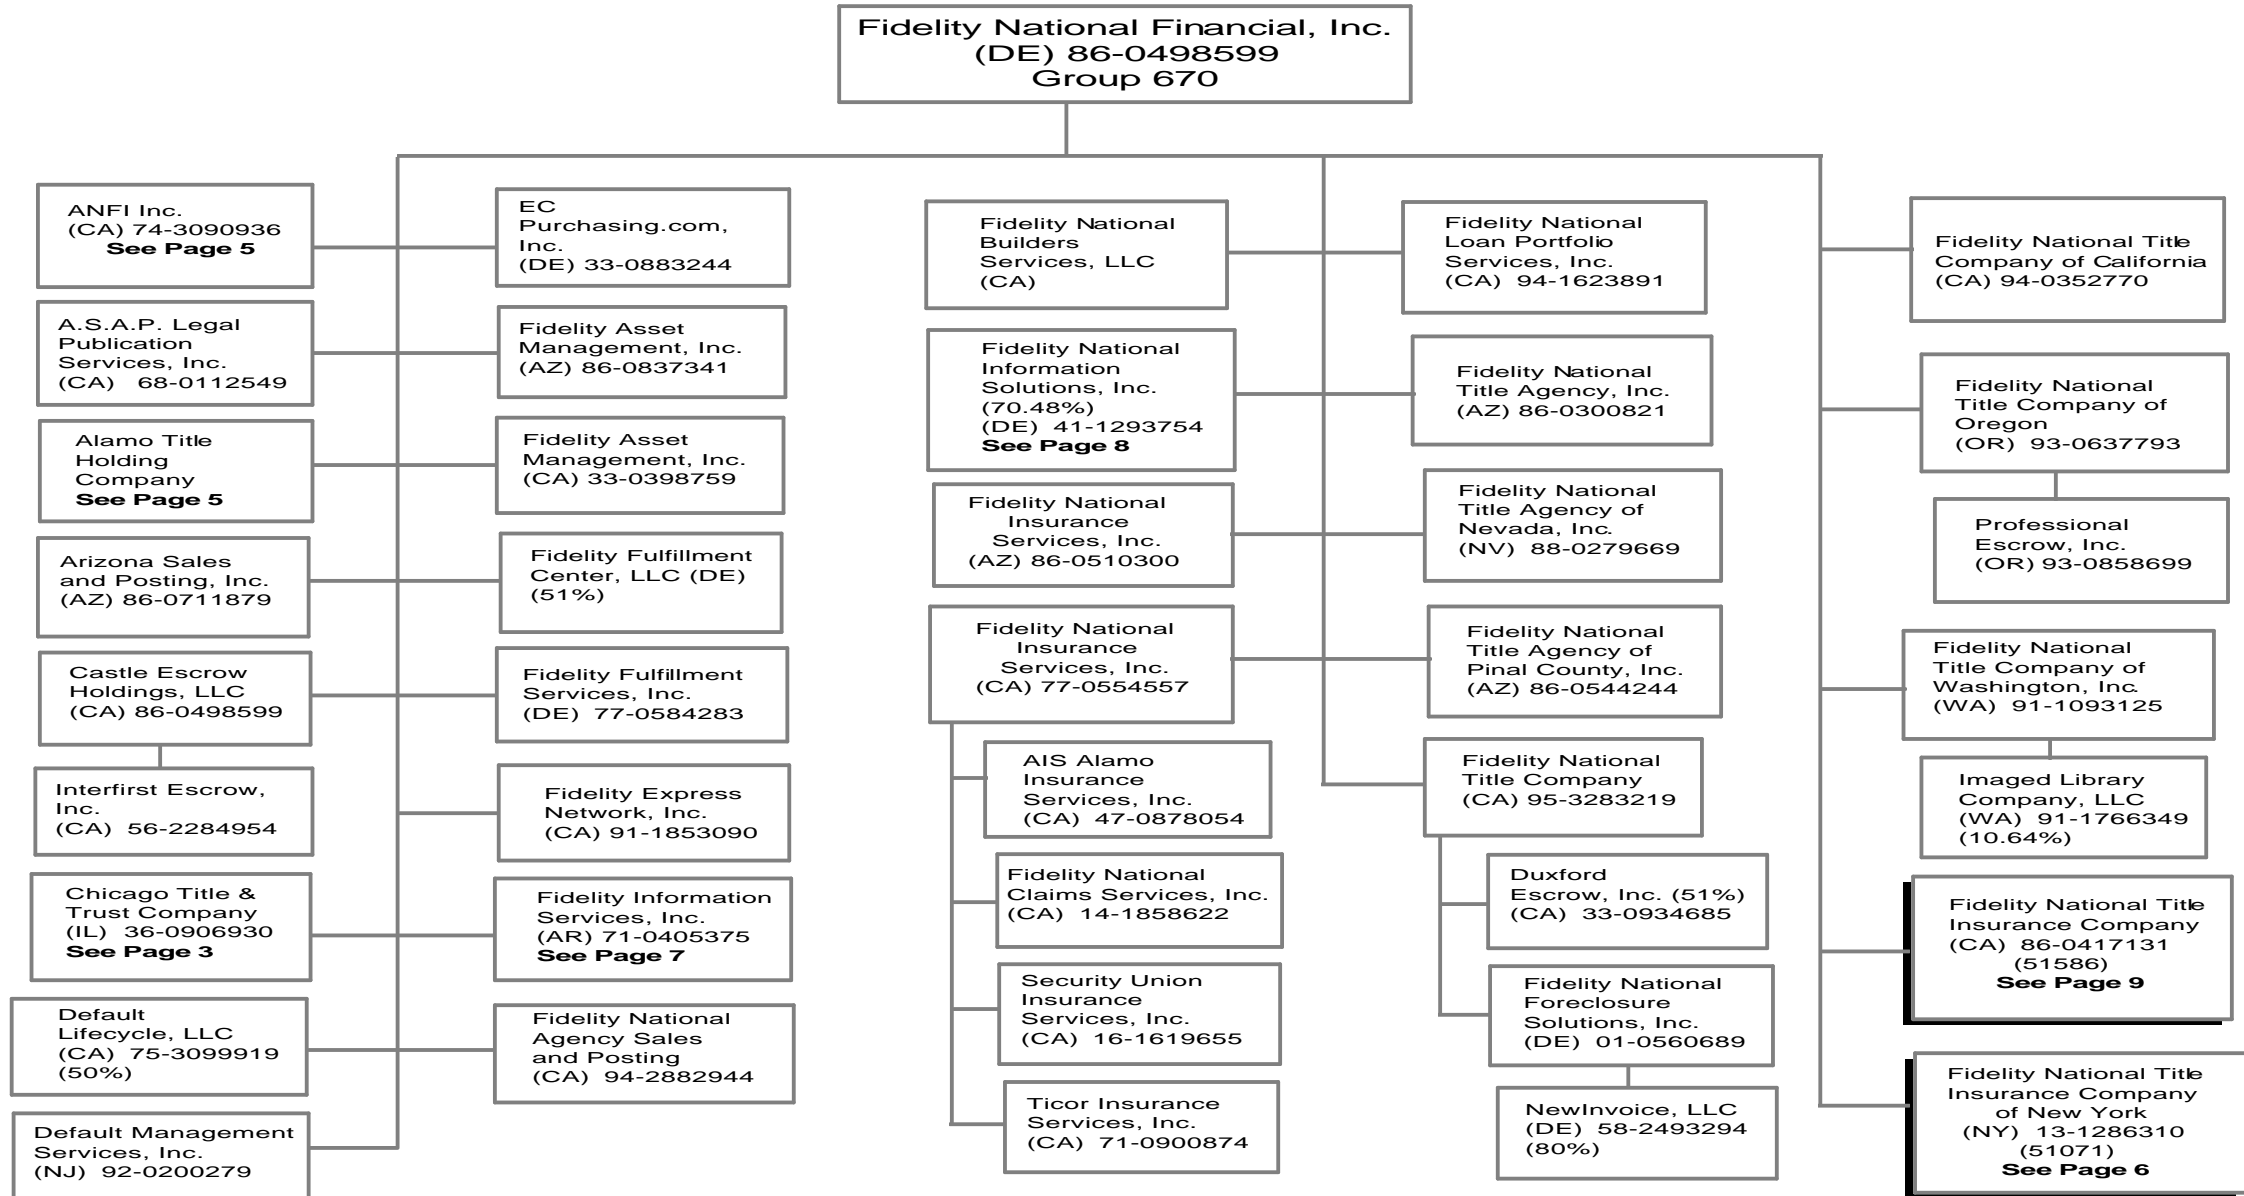 Fidelity National Financial, Inc.
(DE) 86-0498599
Group 670
ANFI Inc.
(CA) 74-3090936
See Page 5
A.S.A.P. Legal
Publication
Services, Inc.
(CA) 68-0112549
Alamo Title
Holding
Company
See Page 5
Arizona Sales
and Posting, Inc.
(AZ) 86-0711879
Castle Escrow
Holdings, LLC
(CA) 86-0498599
Interfirst Escrow,
Inc.
(CA) 56-2284954
Chicago Title &
Trust Company
(IL) 36-0906930
See Page 3
Default
Lifecycle, LLC
(CA) 75-3099919
(50%)
Default Management
Services, Inc.
(NJ) 92-0200279
EC
Purchasing.com,
Inc.
(DE) 33-0883244
Fidelity Asset
Management, Inc.
(AZ) 86-0837341
Fidelity Asset
Management, Inc.
(CA) 33-0398759
Fidelity Fulfillment
Center, LLC (DE)
(51%)
Fidelity Fulfillment
Services, Inc.
(DE) 77-0584283
Fidelity Express
Network, Inc.
(CA) 91-1853090
Fidelity Information
Services, Inc.
(AR) 71-0405375
See Page 7
Fidelity National
Agency Sales
and Posting
(CA) 94-2882944
Fidelity National
Builders
Services, LLC
(CA)
Fidelity National
Information
Solutions, Inc.
(70.48%)
(DE) 41-1293754
See Page 8
Fidelity National
Insurance
Services, Inc.
(AZ) 86-0510300
Fidelity National
Insurance
Services, Inc.
(CA) 77-0554557
AIS Alamo
Insurance
Services, Inc.
(CA) 47-0878054
Fidelity National
Claims Services, Inc.
(CA) 14-1858622
Security Union
Insurance
Services, Inc.
(CA) 16-1619655
Ticor Insurance
Services, Inc.
(CA) 71-0900874
Fidelity National
Loan Portfolio
Services, Inc.
(CA) 94-1623891
Fidelity National
Title Agency, Inc.
(AZ) 86-0300821
Fidelity National
Title Agency of
Nevada, Inc.
(NV) 88-0279669
Fidelity National
Title Agency of
Pinal County, Inc.
(AZ) 86-0544244
Fidelity National
Title Company
(CA) 95-3283219
Duxford
Escrow, Inc. (51%)
(CA) 33-0934685
Fidelity National
Foreclosure
Solutions, Inc.
(DE) 01-0560689
NewInvoice, LLC
(DE) 58-2493294
(80%)
Fidelity National Title
Company of California
(CA) 94-0352770
Fidelity National
Title Company of
Oregon
(OR) 93-0637793
Professional
Escrow, Inc.
(OR) 93-0858699
Fidelity National
Title Company of
Washington, Inc.
(WA) 91-1093125
Imaged Library
Company, LLC
(WA) 91-1766349
(10.64%)
Fidelity National Title
Insurance Company
(CA) 86-0417131
(51586)
See Page 9
Fidelity National Title
Insurance Company
of New York
(NY) 13-1286310
(51071)
See Page 6